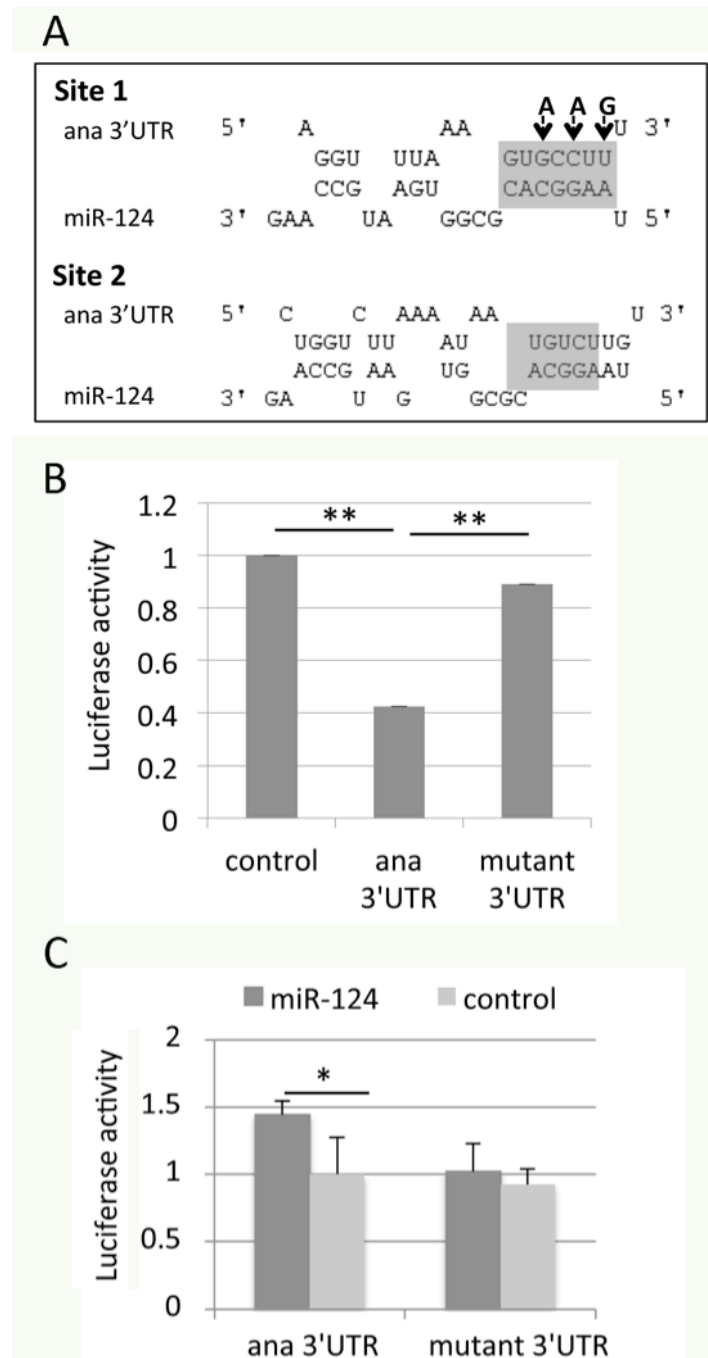 A
Site 1
A A G
ana 3'UTR 5' A AA U 3'
GGU UUA GUGCCUU
CCG AGU CACGGAA
miR-124 3' GAA UA GGCG U 5'
Site 2
ana 3'UTR 5' C C AAA AA U 3'
UGGU UU AU UGUCUUG
ACCG AA UG ACGGAAU
miR-124 3' GA U G GCGC 5'
B
Luciferase activity
1.2
1
0.8
0.6
0.4
0.2
0
** **
control ana mutant
3'UTR 3'UTR
C
miR-124 control
Luciferase activity
2
1.5
1
0.5
0
*
ana 3'UTR mutant 3'UTR